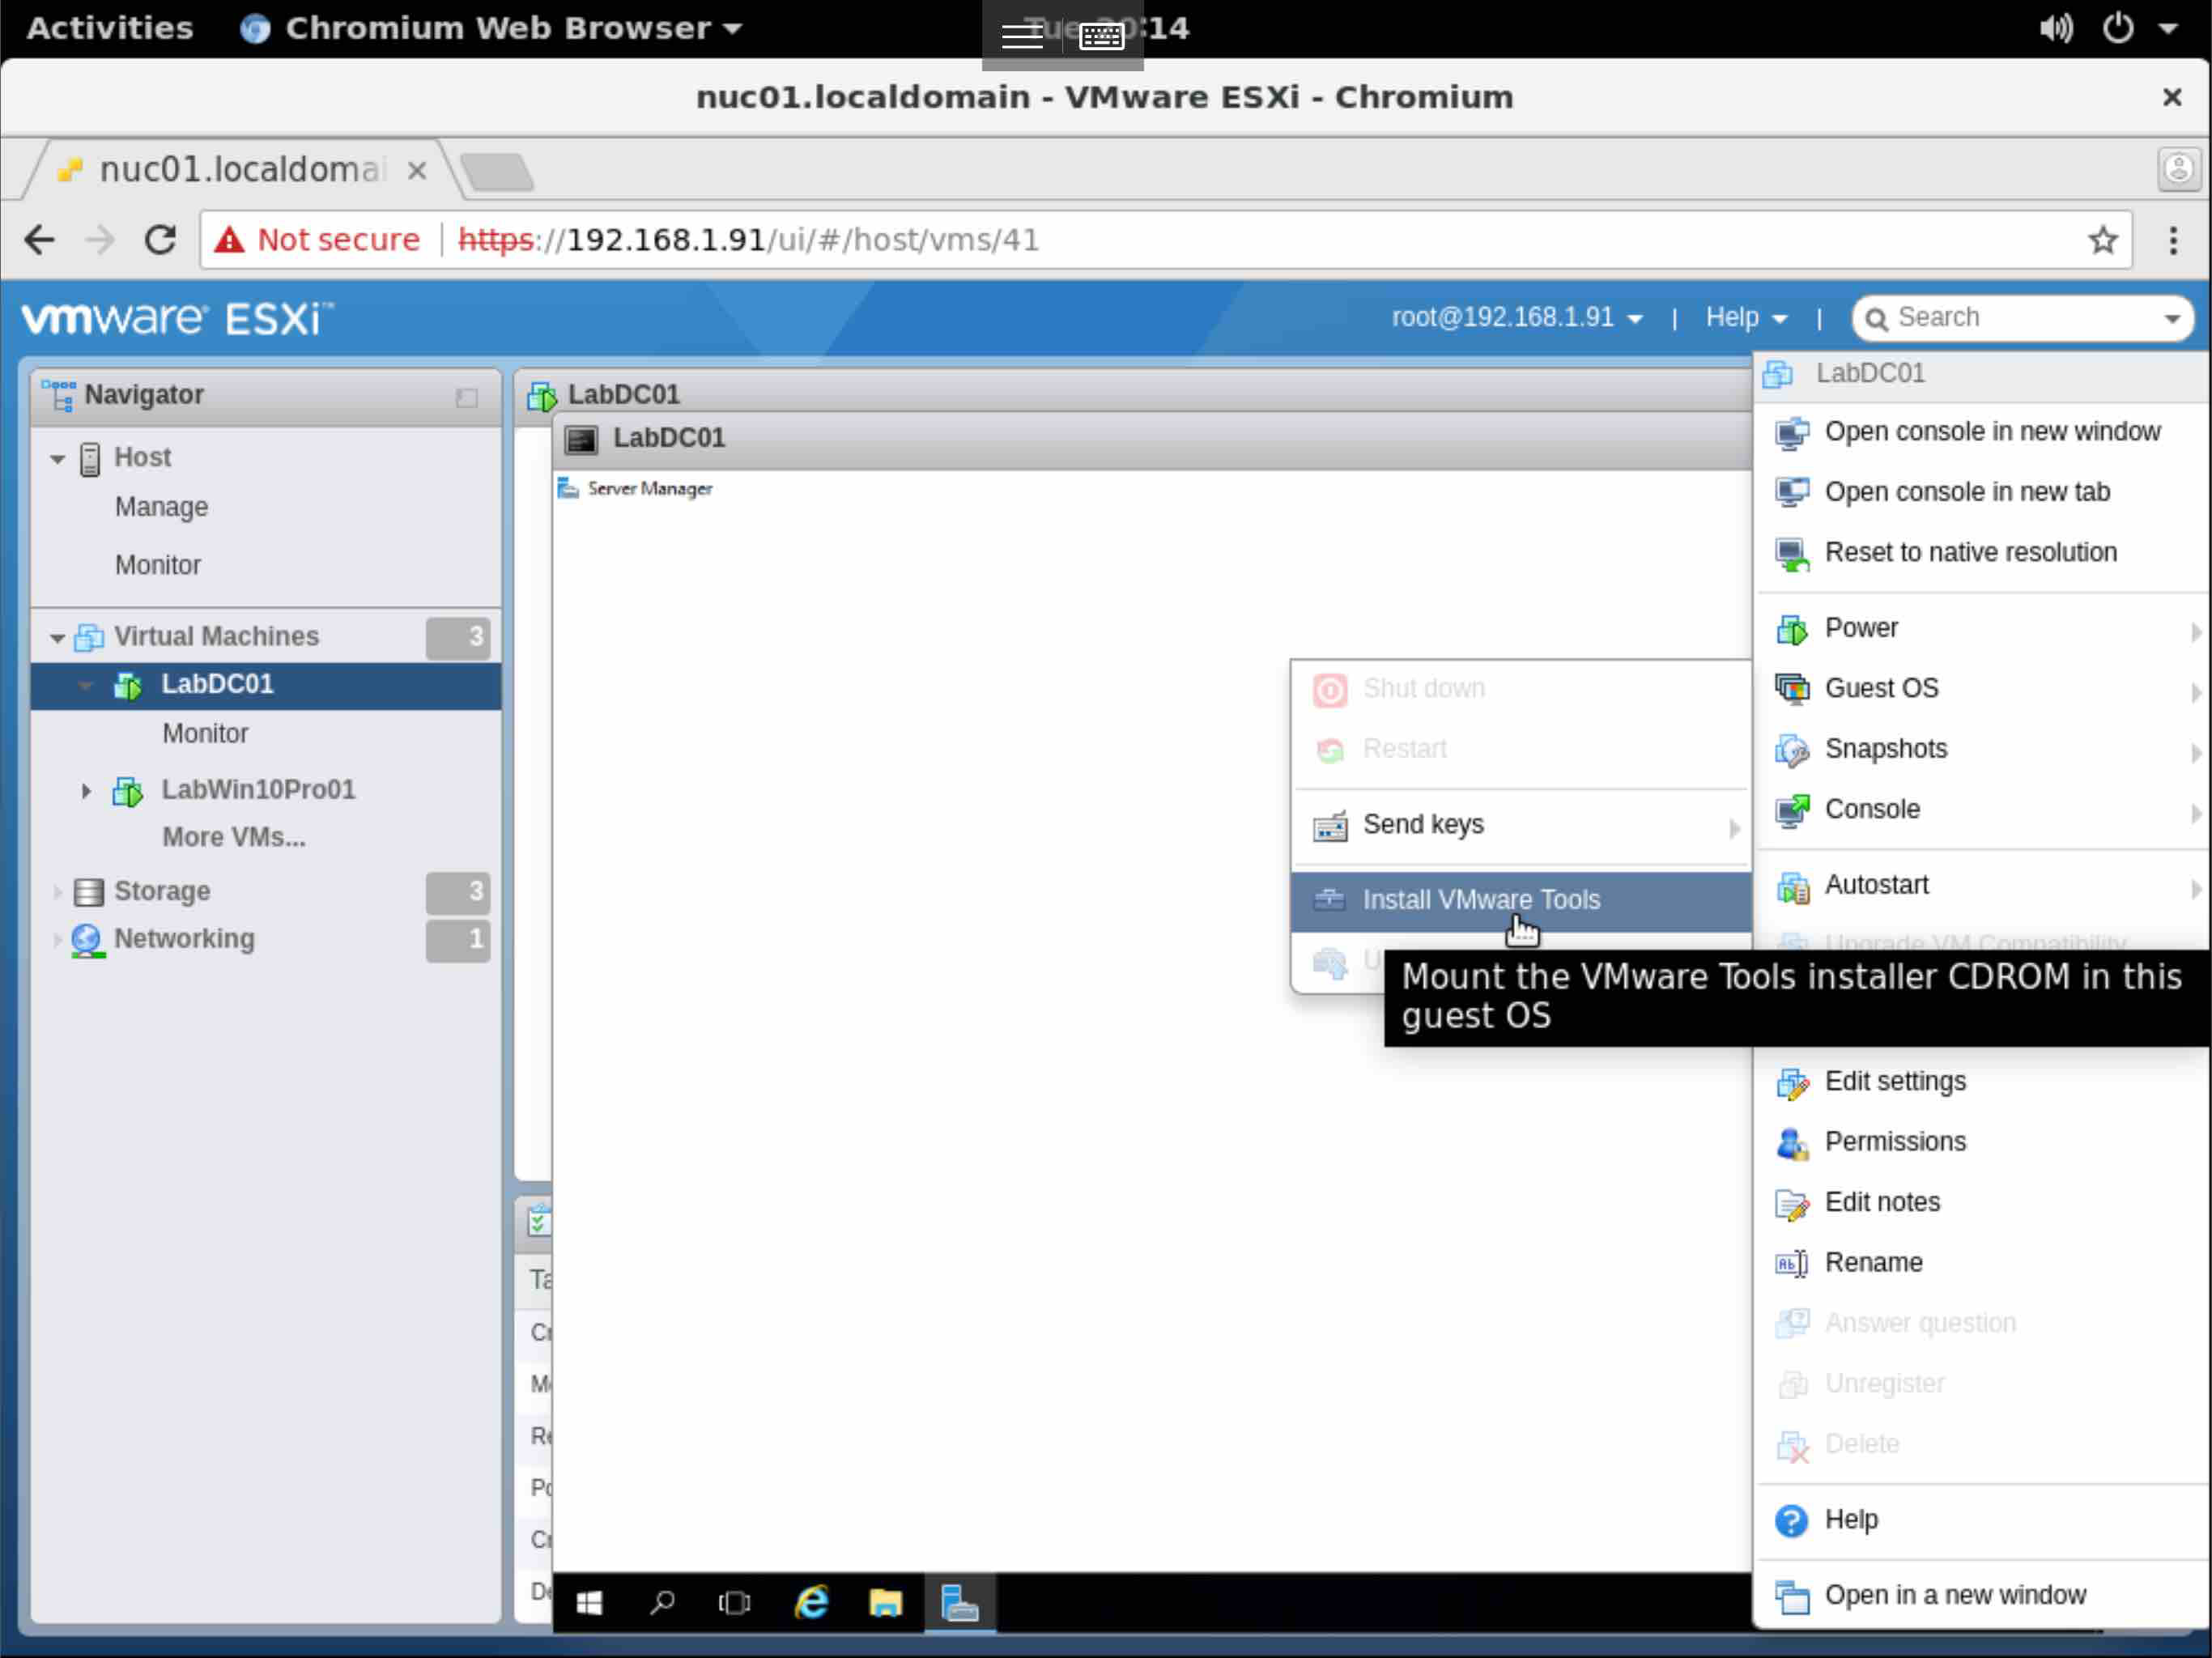 Activities
Chromium Web Browser
Tue 20:14
nuc01.localdomain - VMware ESXi - Chromium
nuc01.localdomai
Not secure
https://192.168.1.91/ui/#/host/vms/41
vmware® ESXi™
root@192.168.1.91
|
Help
|
Search
Navigator
Host
Manage
Monitor
Virtual Machines
3
LabDC01
Monitor
LabWin10Pro01
More VMs...
Storage
3
Networking
1
LabDC01
LabDC01
Server Manager
Shut down
Restart
Send keys
Install VMware Tools
U
Mount the VMware Tools installer CDROM in this
guest OS
LabDC01
Open console in new window
Open console in new tab
Reset to native resolution
Power
Guest OS
Snapshots
Console
Autostart
Upgrade VM Compatibility
Edit settings
Permissions
Edit notes
Rename
Answer question
Unregister
Delete
Help
Open in a new window
Ta
Cr
Re
Po
Cr
De